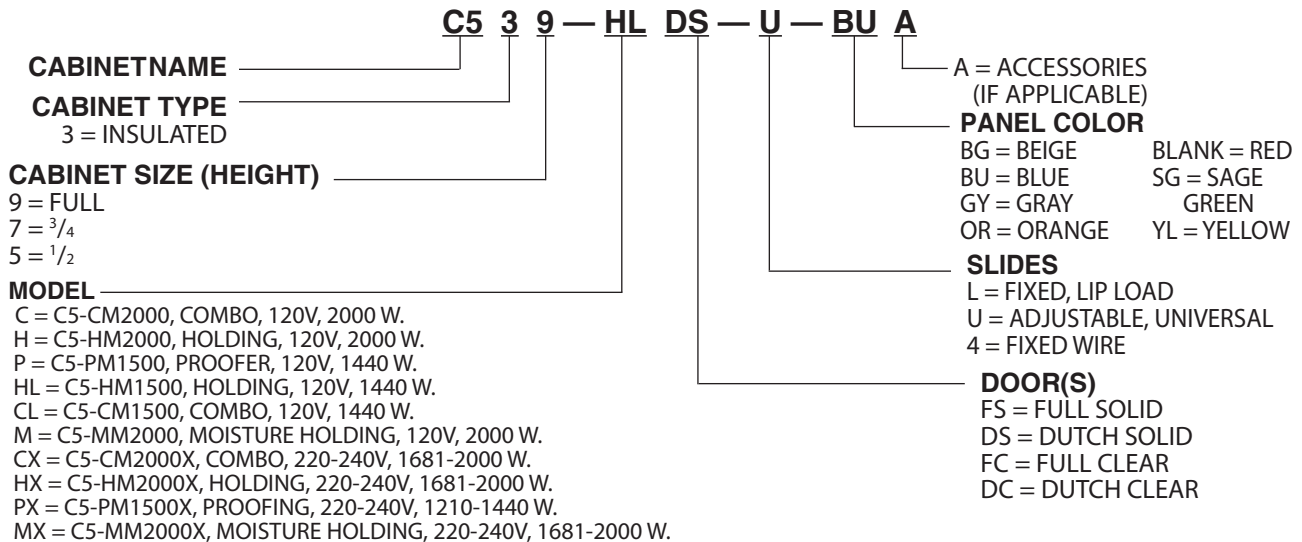 C5 3 9 — HL DS — U — BU A
CABINETNAME
CABINET TYPE
3 = INSULATED
CABINET SIZE (HEIGHT)
9 = FULL
7 = 3/4
5 = 1/2
MODEL
C = C5-CM2000, COMBO, 120V, 2000 W.
H = C5-HM2000, HOLDING, 120V, 2000 W.
P = C5-PM1500, PROOFER, 120V, 1440 W.
HL = C5-HM1500, HOLDING, 120V, 1440 W.
CL = C5-CM1500, COMBO, 120V, 1440 W.
M = C5-MM2000, MOISTURE HOLDING, 120V, 2000 W.
CX = C5-CM2000X, COMBO, 220-240V, 1681-2000 W.
HX = C5-HM2000X, HOLDING, 220-240V, 1681-2000 W.
PX = C5-PM1500X, PROOFING, 220-240V, 1210-1440 W.
MX = C5-MM2000X, MOISTURE HOLDING, 220-240V, 1681-2000 W.
A = ACCESSORIES
(IF APPLICABLE)
PANEL COLOR
BG = BEIGE
BU = BLUE
GY = GRAY
OR = ORANGE
BLANK = RED
SG = SAGE
GREEN
YL = YELLOW
SLIDES
L = FIXED, LIP LOAD
U = ADJUSTABLE, UNIVERSAL
4 = FIXED WIRE
DOOR(S)
FS = FULL SOLID
DS = DUTCH SOLID
FC = FULL CLEAR
DC = DUTCH CLEAR